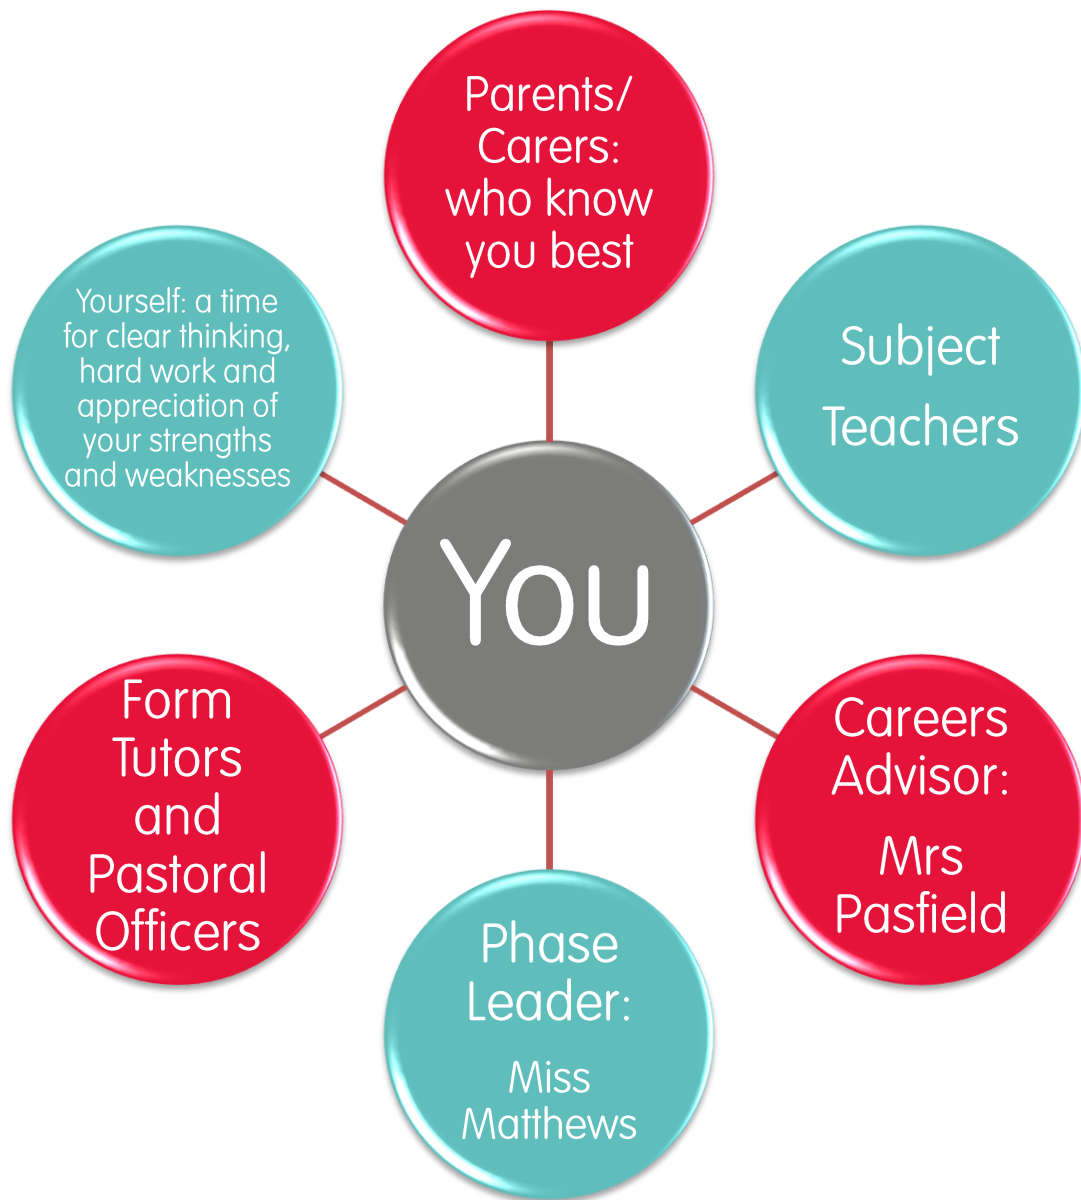 Parents/
Carers:
who know
you best
Subject
Teachers
Careers
Advisor:
Mrs
Pasfield
Phase
Leader:
Miss
Matthews
Form
Tutors
and
Pastoral
Officers
Yourself: a time
for clear thinking,
hard work and
appreciation of
your strengths
and weaknesses
You